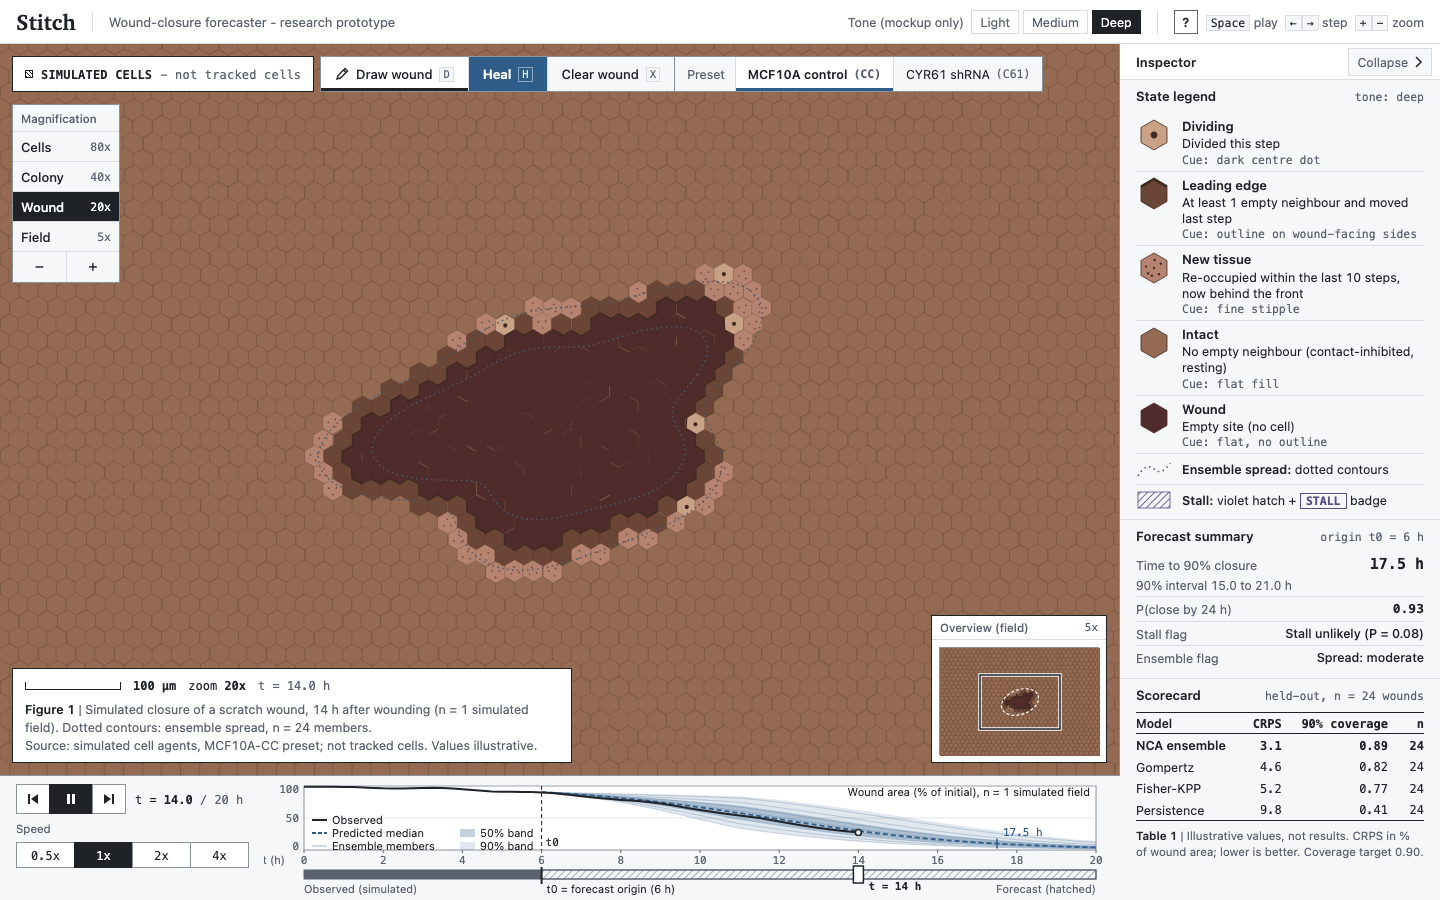 Stitch
Wound-closure forecaster - research prototype
Tone (mockup only) Light Medium Deep
? Space play ← → step + − zoom
SIMULATED CELLS – not tracked cells
Draw wound D
Heal H
Clear wound X
Preset
MCF10A control (CC)
CYR61 shRNA (C61)
Magnification
Cells 80x
Colony 40x
Wound 20x
Field 5x
− +
100 µm zoom 20x t = 14.0 h
Figure 1 | Simulated closure of a scratch wound, 14 h after wounding (n = 1 simulated
field). Dotted contours: ensemble spread, n = 24 members.
Source: simulated cell agents, MCF10A-CC preset; not tracked cells. Values illustrative.
Overview (field) 5x
Inspector
Collapse
State legend tone: deep
Dividing
Divided this step
Cue: dark centre dot
Leading edge
At least 1 empty neighbour and moved
last step
Cue: outline on wound-facing sides
New tissue
Re-occupied within the last 10 steps,
now behind the front
Cue: fine stipple
Intact
No empty neighbour (contact-inhibited,
resting)
Cue: flat fill
Wound
Empty site (no cell)
Cue: flat, no outline
Ensemble spread: dotted contours
Stall: violet hatch + STALL badge
Forecast summary origin t0 = 6 h
Time to 90% closure 17.5 h
90% interval 15.0 to 21.0 h
P(close by 24 h) 0.93
Stall flag Stall unlikely (P = 0.08)
Ensemble flag Spread: moderate
Scorecard held-out, n = 24 wounds
Model CRPS 90% coverage n
NCA ensemble 3.1 0.89 24
Gompertz 4.6 0.82 24
Fisher-KPP 5.2 0.77 24
Persistence 9.8 0.41 24
Table 1 | Illustrative values, not results. CRPS in %
of wound area; lower is better. Coverage target 0.90.
t = 14.0 / 20 h
Speed
0.5x 1x 2x 4x
100
50
0
Wound area (% of initial), n = 1 simulated field
Observed
Predicted median 50% band
Ensemble members 90% band
t0
17.5 h
t (h) 0 2 4 6 8 10 12 14 16 18 20
Observed (simulated)
t0 = forecast origin (6 h)
t = 14 h
Forecast (hatched)